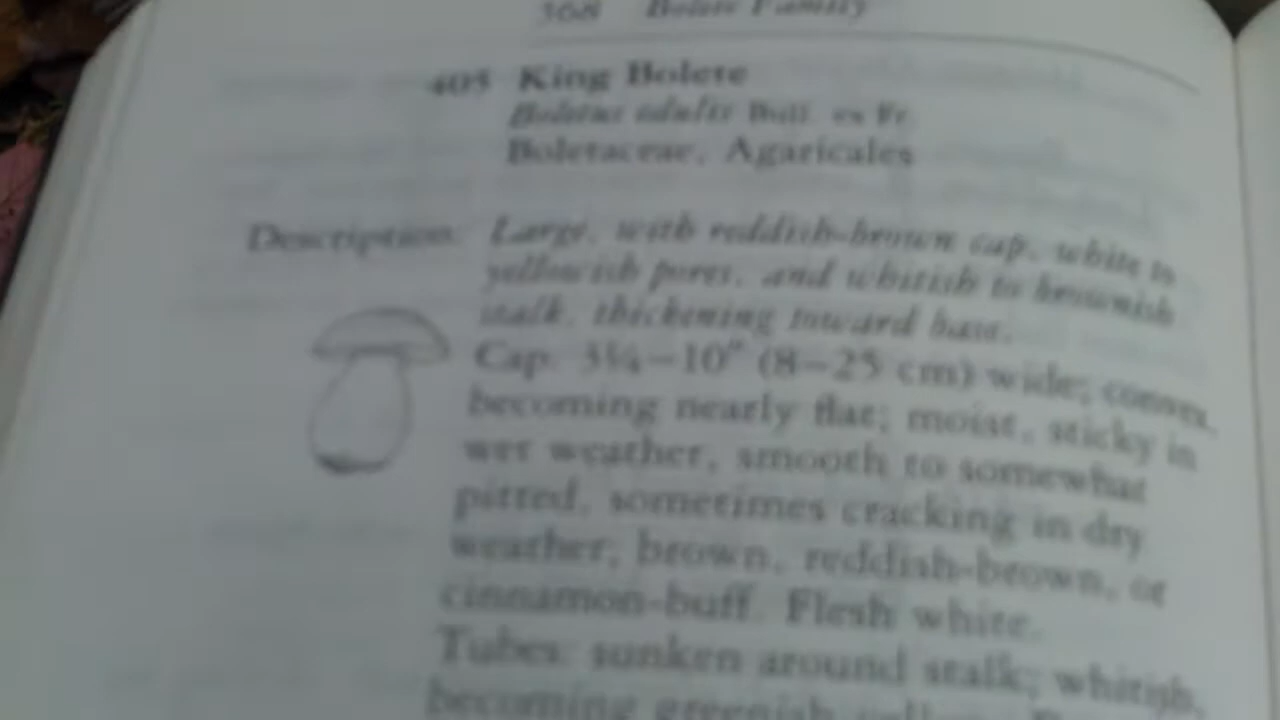 568 Bolete Family
405 King Bolete
Boletus edulis Bull. ex Fr.
Boletaceae, Agaricales
Description: Large, with reddish-brown cap, white to
yellowish pores, and whitish to brownish
stalk, thickening toward base.
Cap: 3¼–10" (8–25 cm) wide; convex,
becoming nearly flat; moist, sticky in
wet weather, smooth to somewhat
pitted, sometimes cracking in dry
weather; brown, reddish-brown, or
cinnamon-buff. Flesh white.
Tubes: sunken around stalk; whitish,
becoming greenish-yellow.